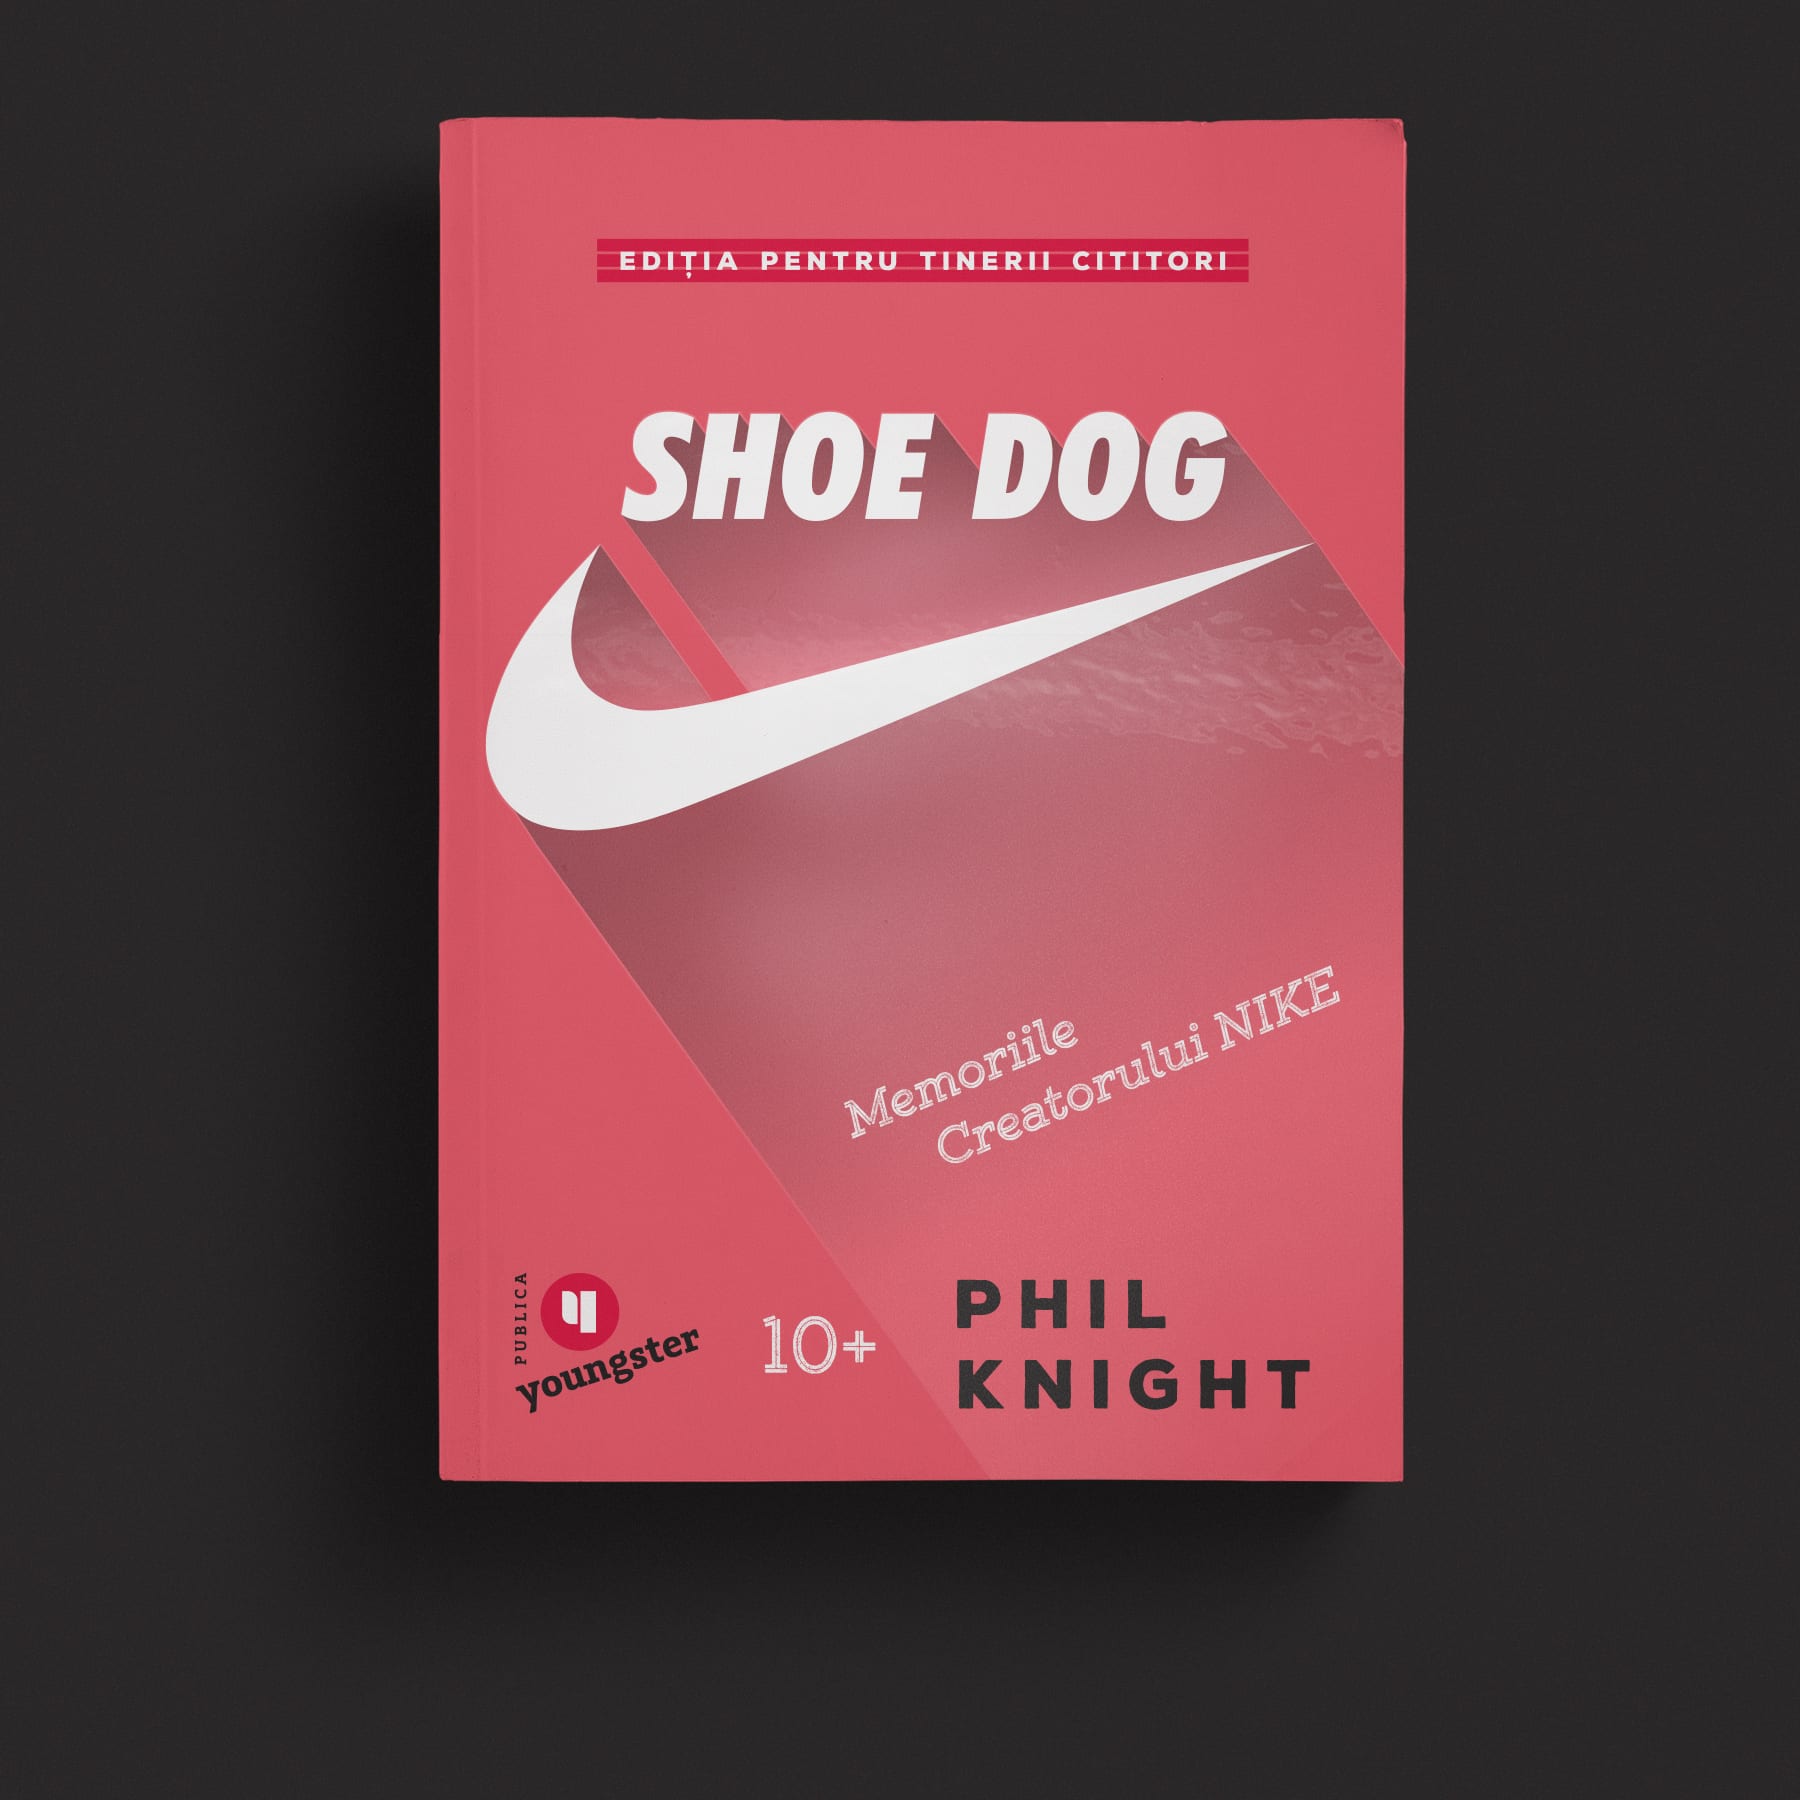 EDIȚIA PENTRU TINERII CITITORI
SHOE DOG
Memoriile
Creatorului NIKE
PUBLICA
youngster
10+
PHIL
KNIGHT